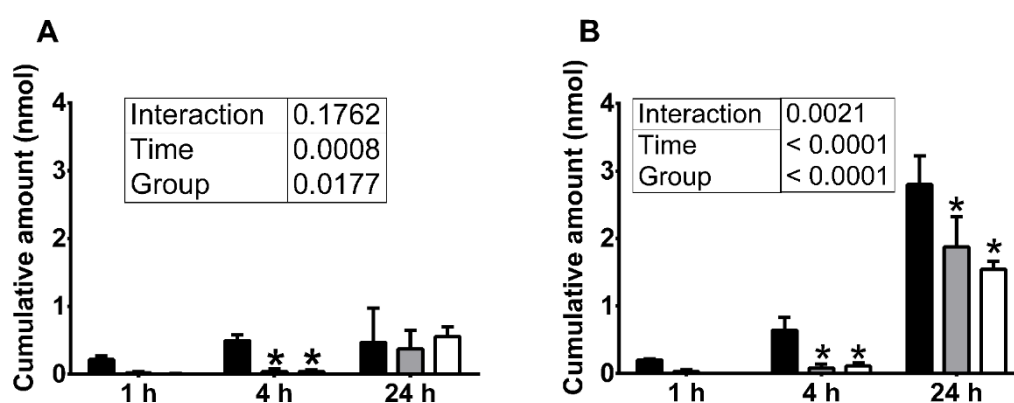 A
Cumulative amount (nmol)
4
3
2
1
0
Interaction 0.1762
Time 0.0008
Group 0.0177
* *
1 h 4 h 24 h
B
Cumulative amount (nmol)
4
3
2
1
0
Interaction 0.0021
Time < 0.0001
Group < 0.0001
* *
* *
1 h 4 h 24 h